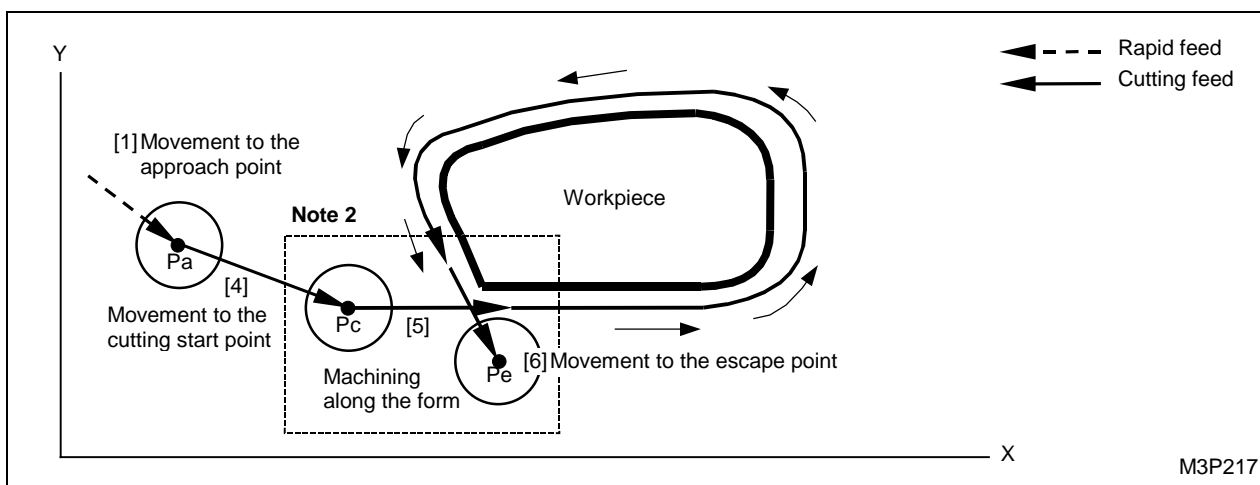 Y
Rapid feed
Cutting feed
[1] Movement to the
approach point
Note 2
Workpiece
Pa
[4]
Movement to the
cutting start point
Pc
[5]
[6] Movement to the escape point
Pe
Machining
along the form
X
M3P217